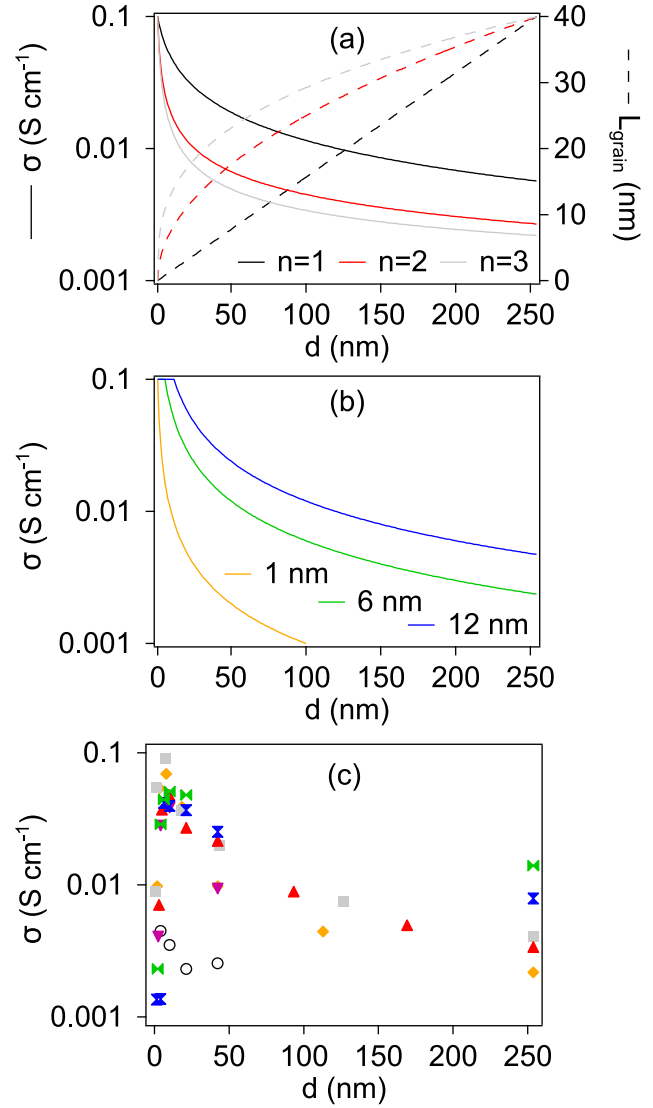 (a)
0.1
0.01
0.001
σ (S cm⁻¹)
40
30
20
10
0
L_grain (nm)
n=1 n=2 n=3
0 50 100 150 200 250
d (nm)
(b)
0.1
0.01
0.001
σ (S cm⁻¹)
1 nm
6 nm
12 nm
0 50 100 150 200 250
d (nm)
(c)
0.1
0.01
0.001
σ (S cm⁻¹)
0 50 100 150 200 250
d (nm)